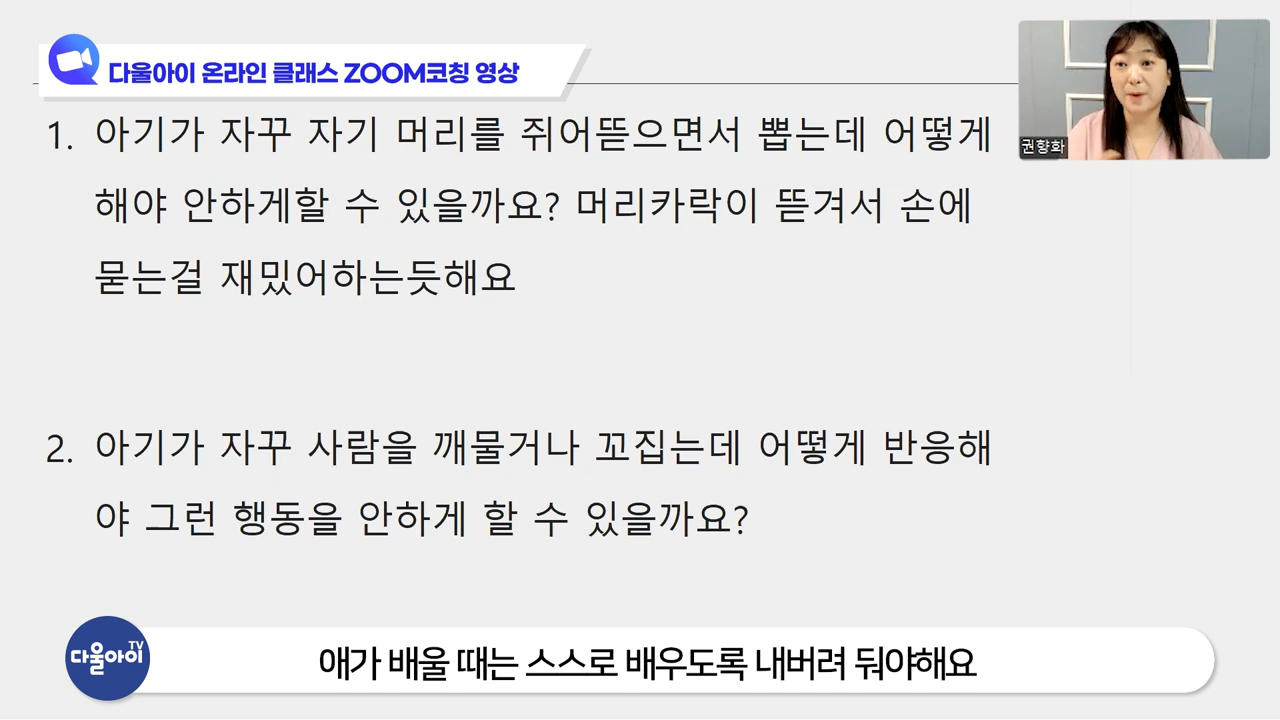 다울아이 온라인 클래스 ZOOM코칭 영상
권향화
1. 아기가 자꾸 자기 머리를 쥐어뜯으면서 뽑는데 어떻게
해야 안하게할 수 있을까요? 머리카락이 뜯겨서 손에
묻는걸 재밌어하는듯해요
2. 아기가 자꾸 사람을 깨물거나 꼬집는데 어떻게 반응해
야 그런 행동을 안하게 할 수 있을까요?
다울아이 TV
애가 배울 때는 스스로 배우도록 내버려 둬야해요